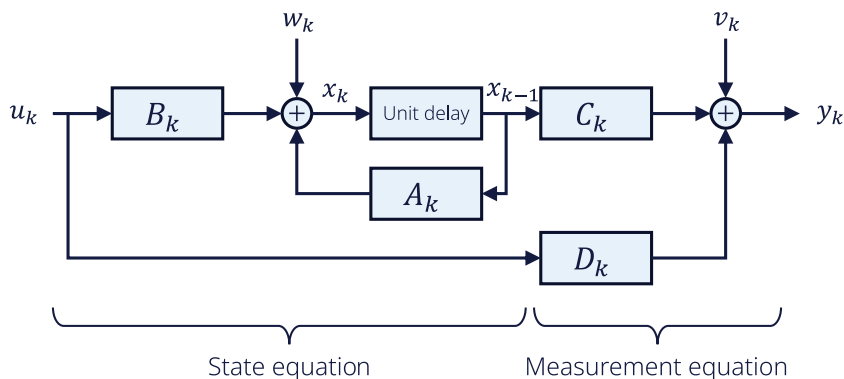 w_k
v_k
u_k
B_k
+
x_k
Unit delay
x_{k-1}
C_k
+
y_k
A_k
D_k
State equation
Measurement equation